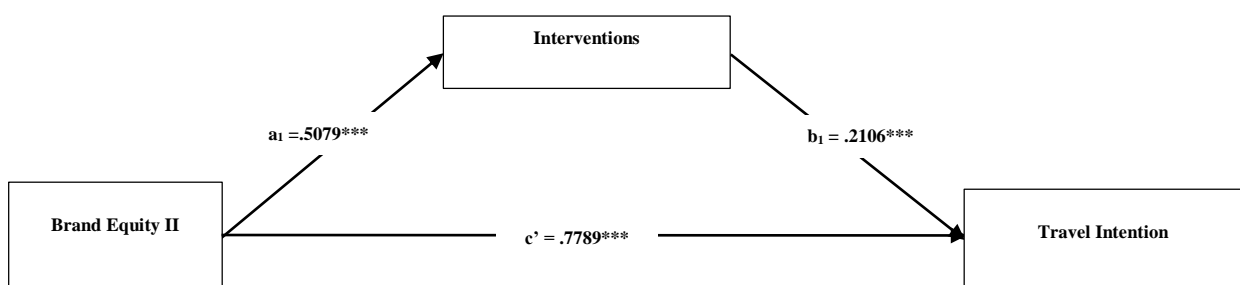 Interventions
a₁ =.5079***
b₁ = .2106***
Brand Equity II
c’ = .7789***
Travel Intention